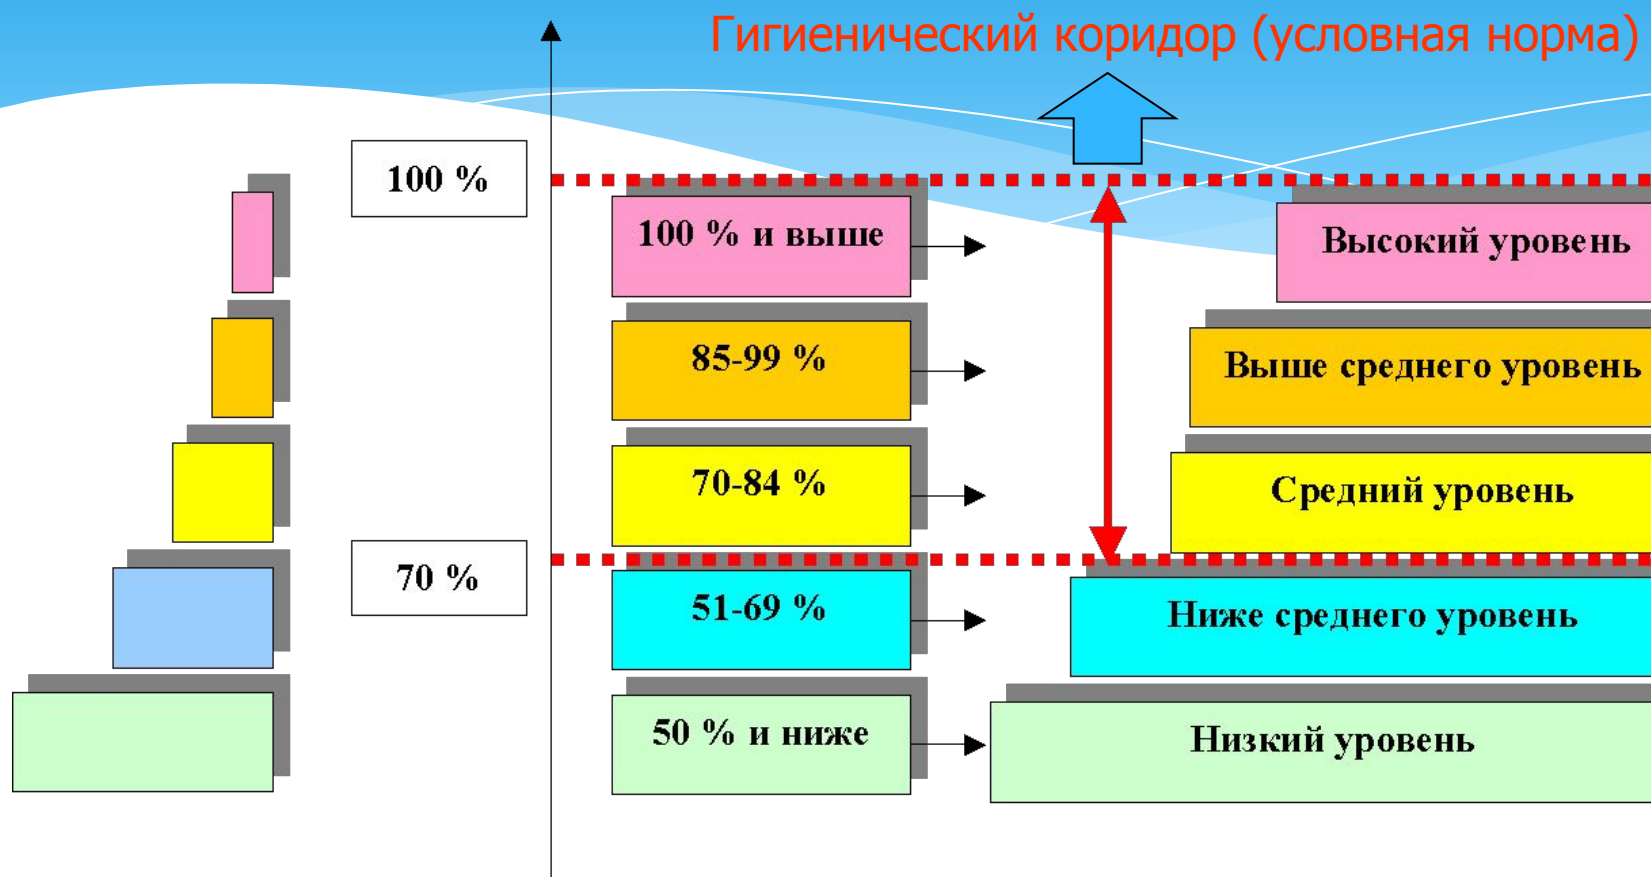 Гигиенический коридор (условная норма)
100 %
100 % и выше
Высокий уровень
85-99 %
Выше среднего уровень
70-84 %
Средний уровень
70 %
51-69 %
Ниже среднего уровень
50 % и ниже
Низкий уровень